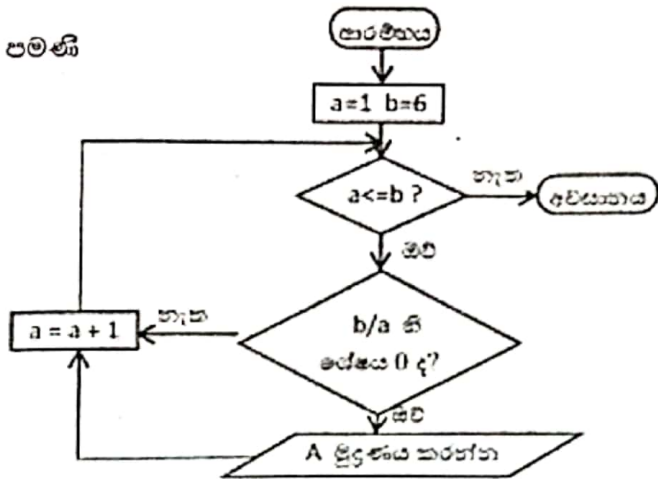 ආරම්භය
පමණි
a=1 b=6
a<=b ?
නැත
අවසානය
ඔව්
b/a හි
ශේෂය 0 ද?
නැත
a = a + 1
ඔව්
A මුද්‍රණය කරන්න